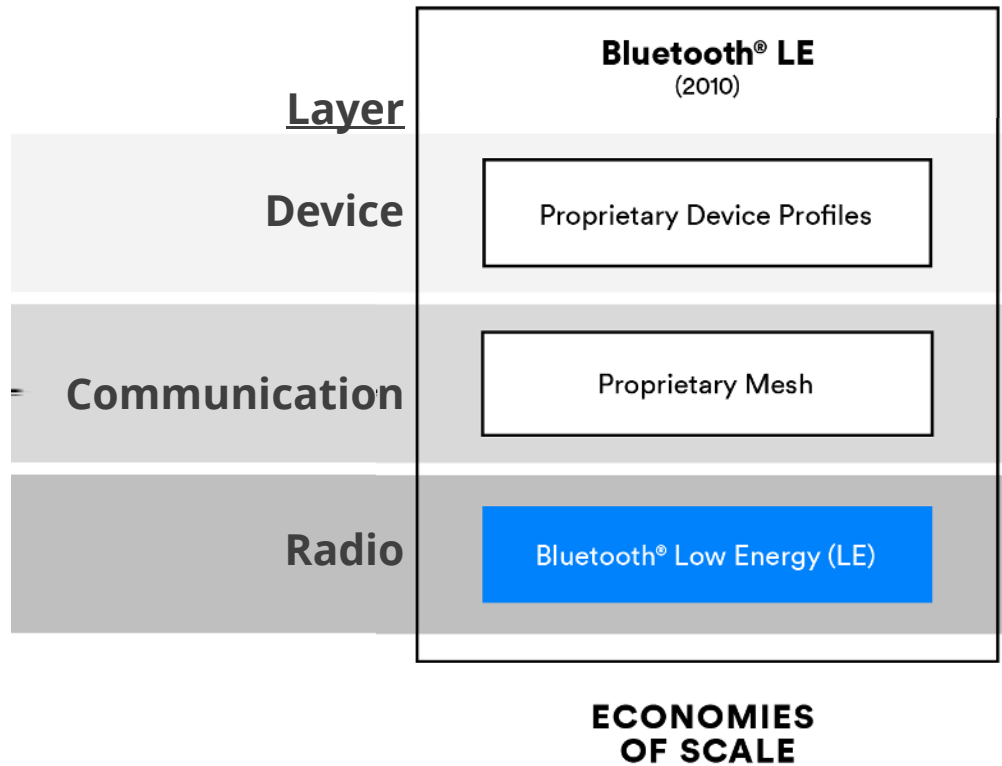 Bluetooth® LE
(2010)
Layer
Device
Proprietary Device Profiles
Communication
Proprietary Mesh
Radio
Bluetooth® Low Energy (LE)
ECONOMIES
OF SCALE